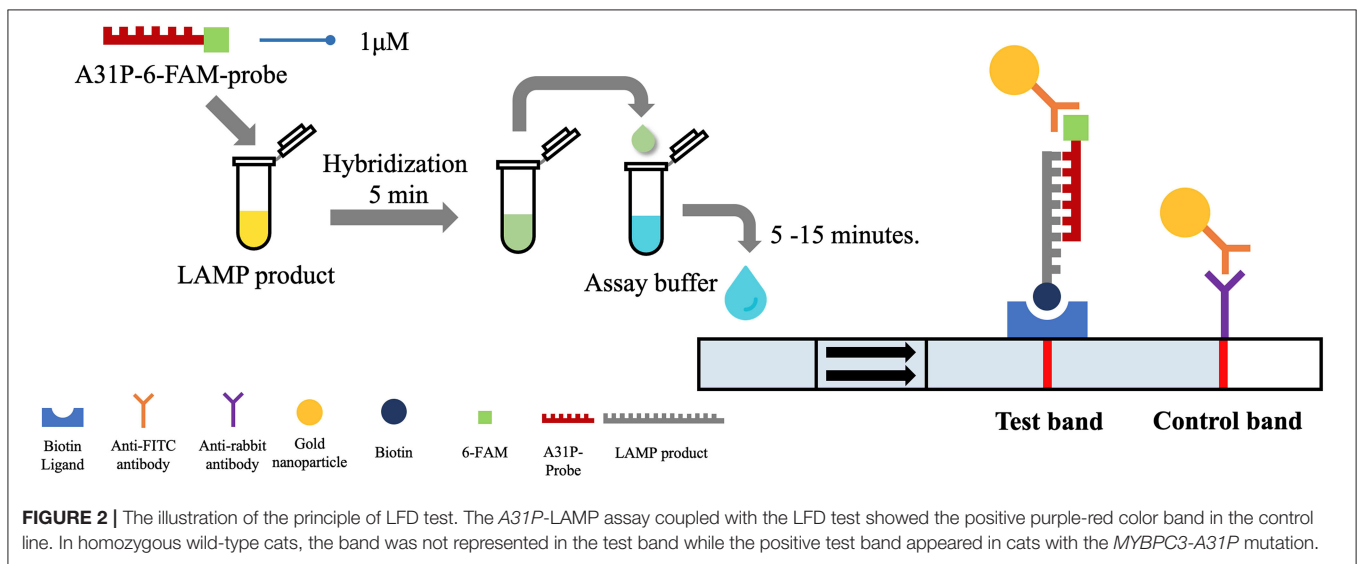 1μM
A31P-6-FAM-probe
Hybridization
5 min
LAMP product
Assay buffer
5 -15 minutes.
Test band
Control band
Biotin
Ligand
Anti-FITC
antibody
Anti-rabbit
antibody
Gold
nanoparticle
Biotin
6-FAM
A31P-
Probe
LAMP product
FIGURE 2 | The illustration of the principle of LFD test. The A31P-LAMP assay coupled with the LFD test showed the positive purple-red color band in the control
line. In homozygous wild-type cats, the band was not represented in the test band while the positive test band appeared in cats with the MYBPC3-A31P mutation.